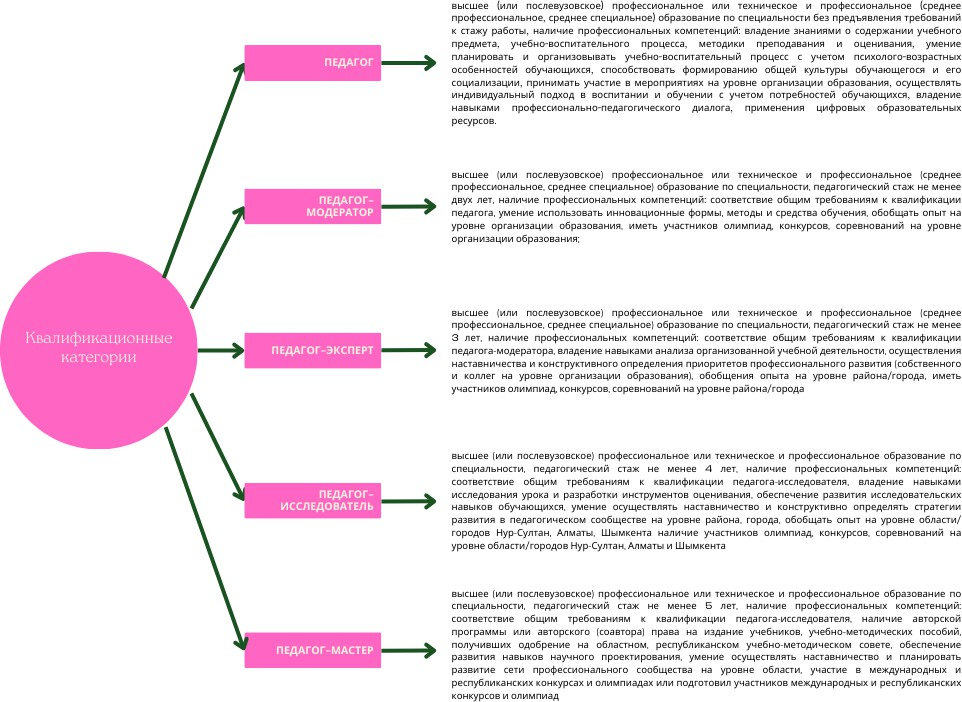 высшее (или послевузовское) профессиональное или техническое и профессиональное (среднее
профессиональное, среднее специальное) образование по специальности без предъявления требований
к стажу работы, наличие профессиональных компетенций: владение знаниями о содержании учебного
предмета, учебно-воспитательного процесса, методики преподавания и оценивания, умение
планировать и организовывать учебно-воспитательный процесс с учетом психолого-возрастных
особенностей обучающихся, способствовать формированию общей культуры обучающегося и его
социализации, принимать участие в мероприятиях на уровне организации образования, осуществлять
индивидуальный подход в воспитании и обучении с учетом потребностей обучающихся, владение
навыками профессионально-педагогического диалога, применения цифровых образовательных
ресурсов.
ПЕДАГОГ
высшее (или послевузовское) профессиональное или техническое и профессиональное (среднее
профессиональное, среднее специальное) образование по специальности, педагогический стаж не менее
двух лет, наличие профессиональных компетенций: соответствие общим требованиям к квалификации
педагога, умение использовать инновационные формы, методы и средства обучения, обобщать опыт на
уровне организации образования, иметь участников олимпиад, конкурсов, соревнований на уровне
организации образования;
ПЕДАГОГ–
МОДЕРАТОР
Квалификационные
категории
высшее (или послевузовское) профессиональное или техническое и профессиональное (среднее
профессиональное, среднее специальное) образование по специальности, педагогический стаж не менее
3 лет, наличие профессиональных компетенций: соответствие общим требованиям к квалификации
педагога-модератора, владение навыками анализа организованной учебной деятельности, осуществления
наставничества и конструктивного определения приоритетов профессионального развития (собственного
и коллег на уровне организации образования), обобщения опыта на уровне района/города, иметь
участников олимпиад, конкурсов, соревнований на уровне района/города
ПЕДАГОГ–ЭКСПЕРТ
высшее (или послевузовское) профессиональное или техническое и профессиональное образование по
специальности, педагогический стаж не менее 4 лет, наличие профессиональных компетенций:
соответствие общим требованиям к квалификации педагога-исследователя, владение навыками
исследования урока и разработки инструментов оценивания, обеспечение развития исследовательских
навыков обучающихся, умение осуществлять наставничество и конструктивно определять стратегии
развития в педагогическом сообществе на уровне района, города, обобщать опыт на уровне области/
городов Нур-Султан, Алматы, Шымкента наличие участников олимпиад, конкурсов, соревнований на
уровне области/городов Нур-Султан, Алматы и Шымкента
ПЕДАГОГ–
ИССЛЕДОВАТЕЛЬ
высшее (или послевузовское) профессиональное или техническое и профессиональное образование по
специальности, педагогический стаж не менее 5 лет, наличие профессиональных компетенций:
соответствие общим требованиям к квалификации педагога-исследователя, наличие авторской
программы или авторского (соавтора) права на издание учебников, учебно-методических пособий,
получивших одобрение на областном, республиканском учебно-методическом совете, обеспечение
развития навыков научного проектирования, умение осуществлять наставничество и планировать
развитие сети профессионального сообщества на уровне области, участие в международных и
республиканских конкурсах и олимпиадах или подготовил участников международных и республиканских
конкурсов и олимпиад
ПЕДАГОГ–МАСТЕР